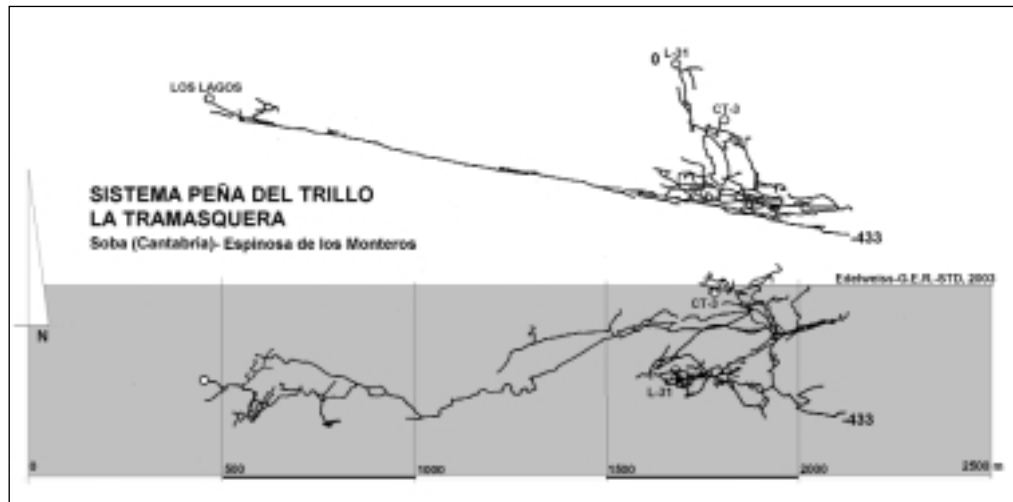 0 L-31
LOS LAGOS
CT-3
SISTEMA PEÑA DEL TRILLO
LA TRAMASQUERA
Soba (Cantabria)- Espinosa de los Monteros
-433
Edelweiss-G.E.R.-STD, 2003
CT-3
N
L-31
-433
0 500 1000 1500 2000 2500 m